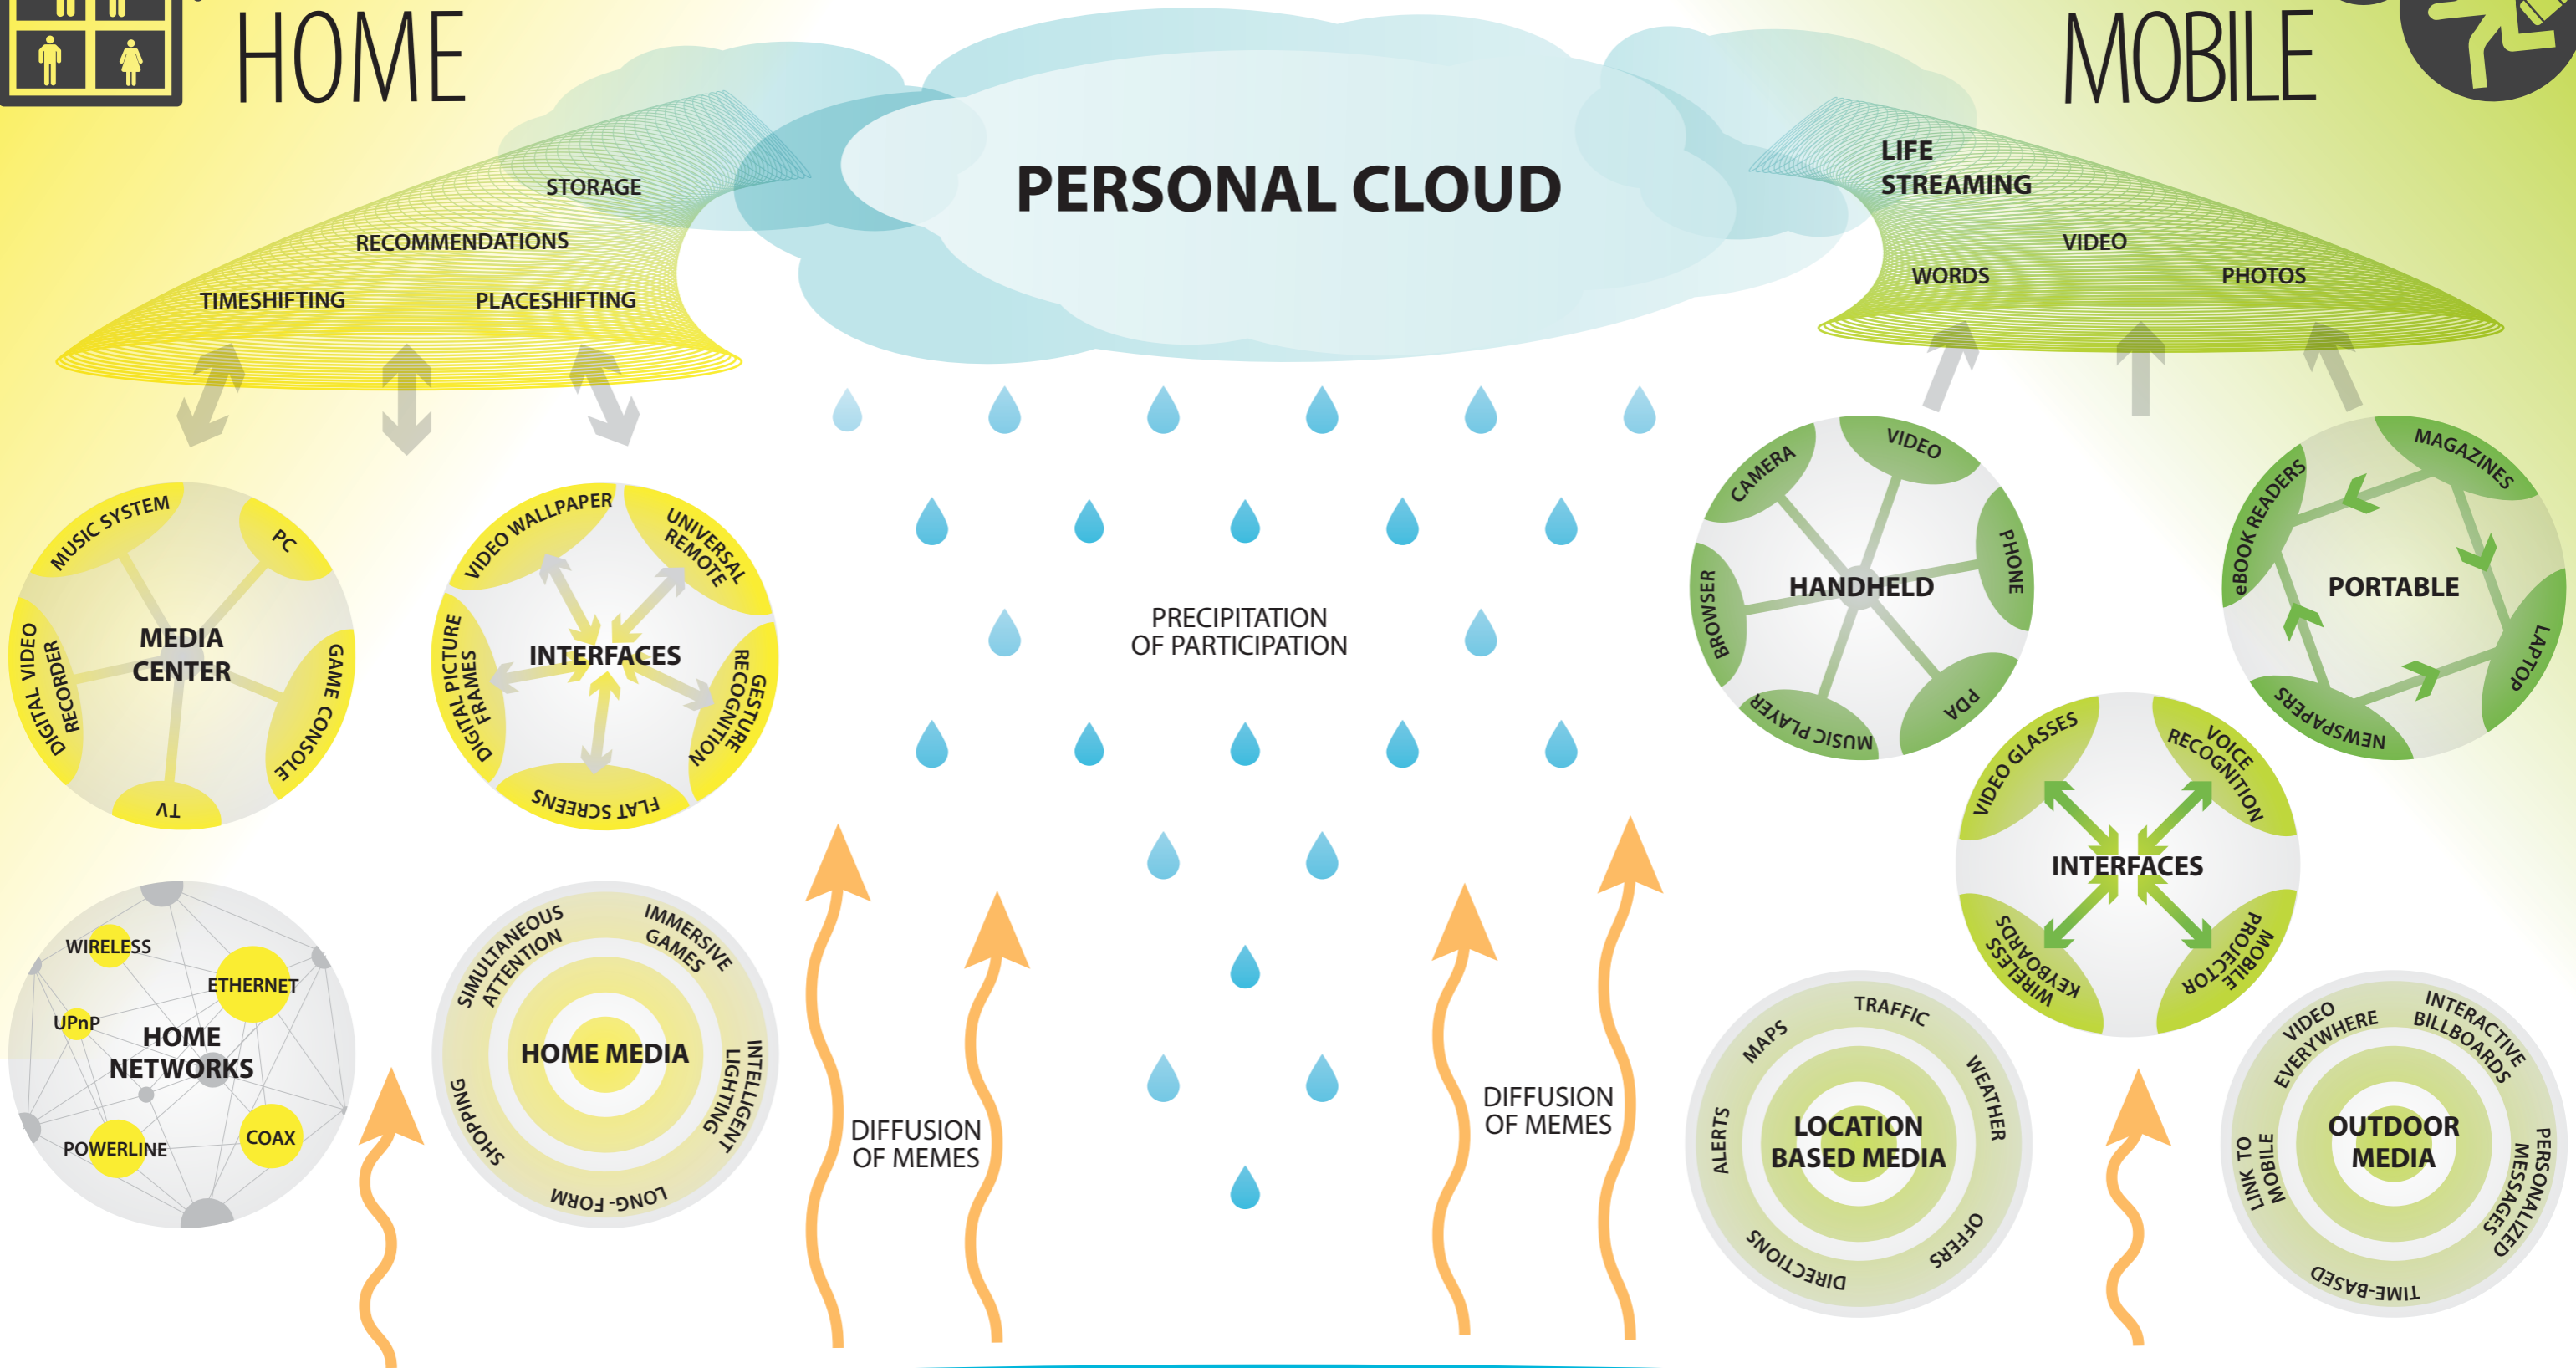 HOME
MOBILE
PERSONAL CLOUD
STORAGE
RECOMMENDATIONS
TIMESHIFTING
PLACESHIFTING
LIFE
STREAMING
VIDEO
WORDS
PHOTOS
MUSIC SYSTEM
PC
DIGITAL VIDEO
RECORDER
MEDIA
CENTER
GAME CONSOLE
TV
VIDEO WALLPAPER
UNIVERSAL
REMOTE
DIGITAL PICTURE
FRAMES
INTERFACES
GESTURE
RECOGNITION
FLAT SCREENS
PRECIPITATION
OF PARTICIPATION
CAMERA
VIDEO
PHONE
BROWSER
HANDHELD
MUSIC PLAYER
PDA
MAGAZINES
eBOOK READERS
PORTABLE
LAPTOP
NEWSPAPERS
VIDEO GLASSES
VOICE
RECOGNITION
INTERFACES
WIRELESS
KEYBOARDS
MOBILE
PROJECTOR
WIRELESS
ETHERNET
UPnP
HOME
NETWORKS
POWERLINE
COAX
SIMULTANEOUS
ATTENTION
IMMERSIVE
GAMES
HOME MEDIA
INTELLIGENT
LIGHTING
SHOPPING
LONG- FORM
DIFFUSION
OF MEMES
DIFFUSION
OF MEMES
TRAFFIC
MAPS
WEATHER
ALERTS
LOCATION
BASED MEDIA
OFFERS
DIRECTIONS
VIDEO
EVERYWHERE
INTERACTIVE
BILLBOARDS
LINK TO
MOBILE
OUTDOOR
MEDIA
PERSONALIZED
MESSAGES
TIME-BASED